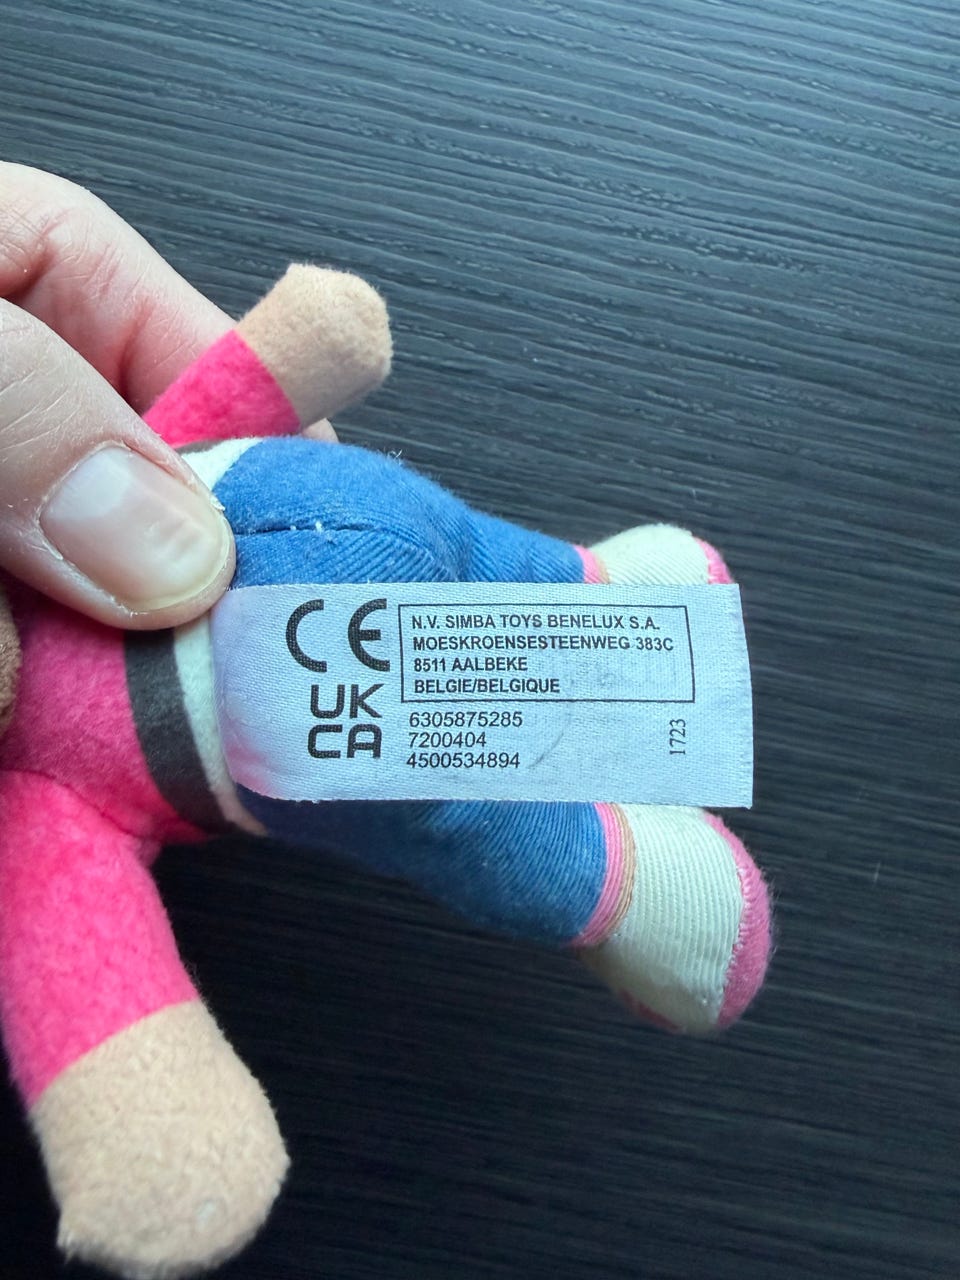 CE
UK
CA
N.V. SIMBA TOYS BENELUX S.A.
MOESKROENSESTEENWEG 383C
8511 AALBEKE
BELGIE/BELGIQUE
6305875285
7200404
4500534894
1723